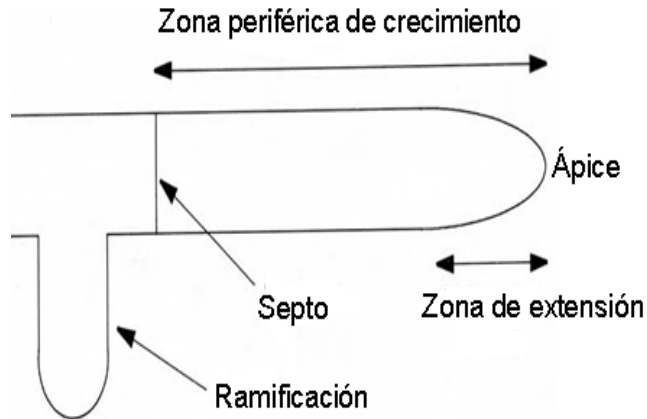 Zona periférica de crecimiento
Ápice
Septo
Zona de extensión
Ramificación